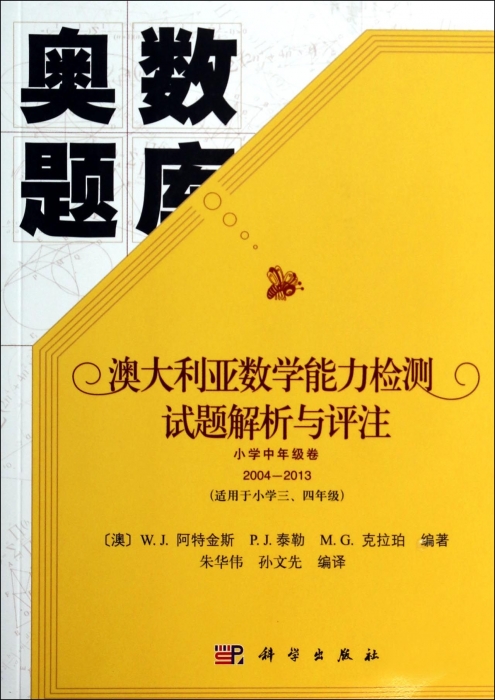 奥数
题库
澳大利亚数学能力检测
试题解析与评注
小学中年级卷
2004—2013
(适用于小学三、四年级)
〔澳〕W. J. 阿特金斯 P. J. 泰勒 M. G. 克拉珀 编著
朱华伟 孙文先 编译
科学出版社